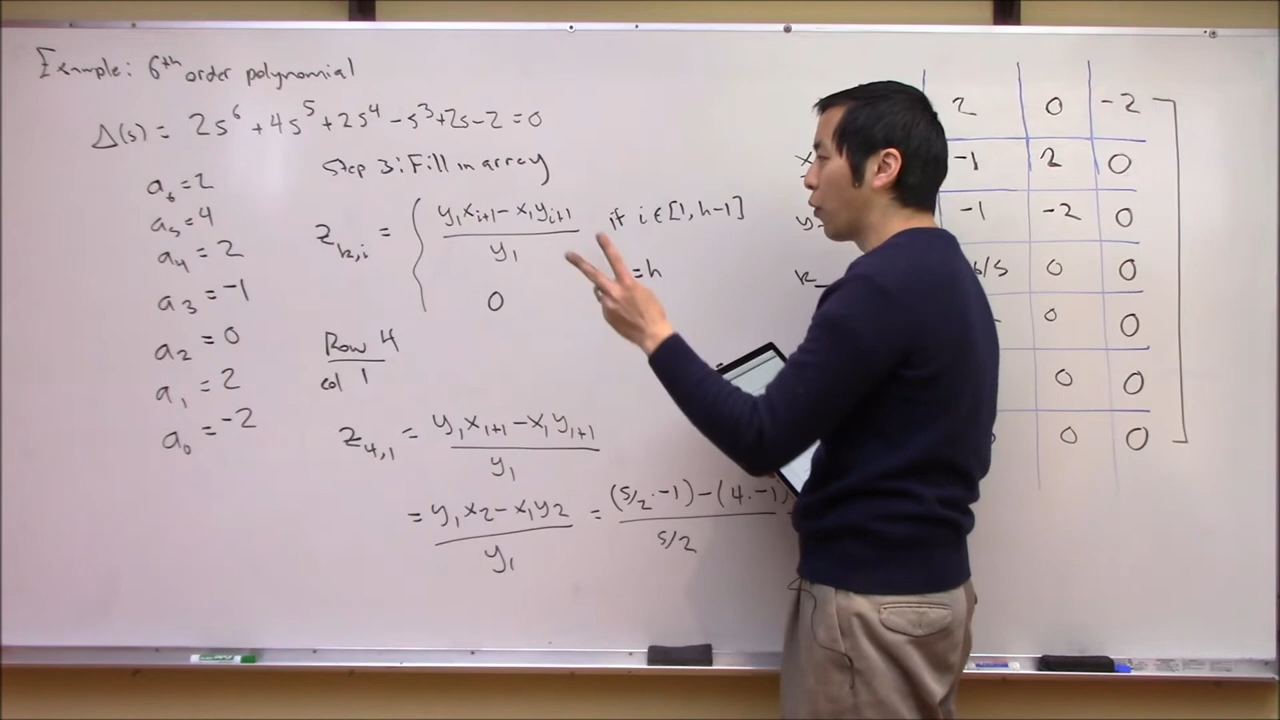 Example: 6th order polynomial
Δ(s) = 2s⁶ + 4s⁵ + 2s⁴ - s³ + 2s - 2 = 0
Step 3: Fill in array
a₆ = 2
a₅ = 4
a₄ = 2
a₃ = -1
a₂ = 0
a₁ = 2
a₀ = -2
Z_{k,i} = { (y₁x_{i+1} - x₁y_{i+1}) / y₁ if i ∈ [1, h-1]
0 = h
Row 4
col 1
Z_{4,1} = (y₁x_{1+1} - x₁y_{1+1}) / y₁
= (y₁x₂ - x₁y₂) / y₁ = ((5/2 · -1) - (4 · -1)) / (5/2)
2 0 -2
x -1 2 0
y -1 -2 0
k /5 0 0
0 0
0 0
0 0